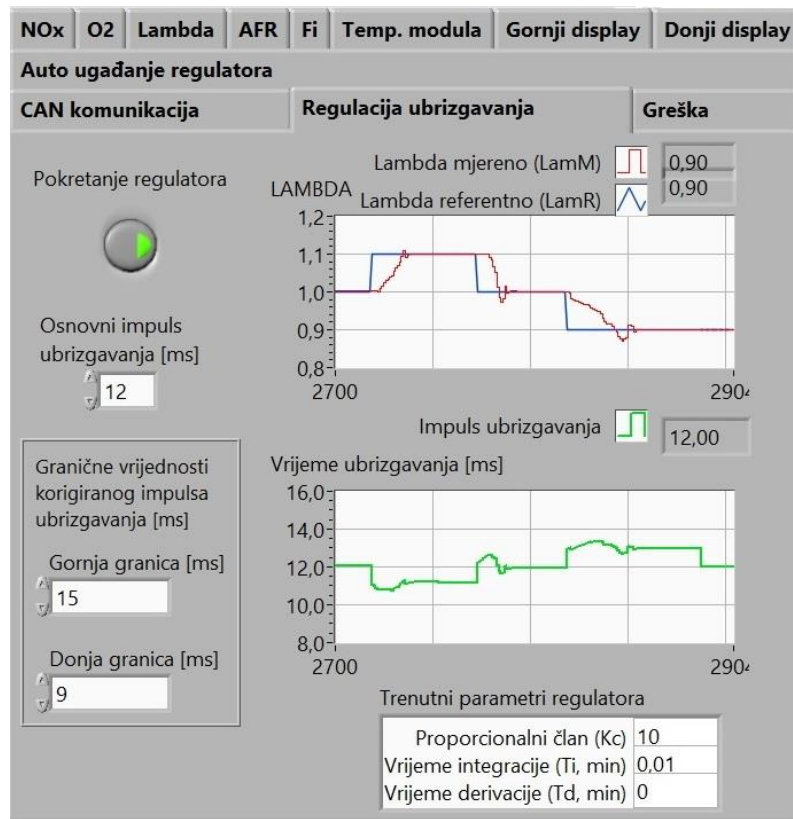 NOx O2 Lambda AFR Fi Temp. modula Gornji display Donji display
Auto ugađanje regulatora
CAN komunikacija Regulacija ubrizgavanja Greška
Pokretanje regulatora
Lambda mjereno (LamM) 0,90
LAMBDA Lambda referentno (LamR) 0,90
1,2
1,1
1,0
0,9
0,8
2700 2904
Osnovni impuls
ubrizgavanja [ms]
12
Impuls ubrizgavanja 12,00
Granične vrijednosti
korigiranog impulsa
ubrizgavanja [ms]
Gornja granica [ms]
15
Donja granica [ms]
9
Vrijeme ubrizgavanja [ms]
16,0
14,0
12,0
10,0
8,0
2700 2904
Trenutni parametri regulatora
Proporcionalni član (Kc) 10
Vrijeme integracije (Ti, min) 0,01
Vrijeme derivacije (Td, min) 0